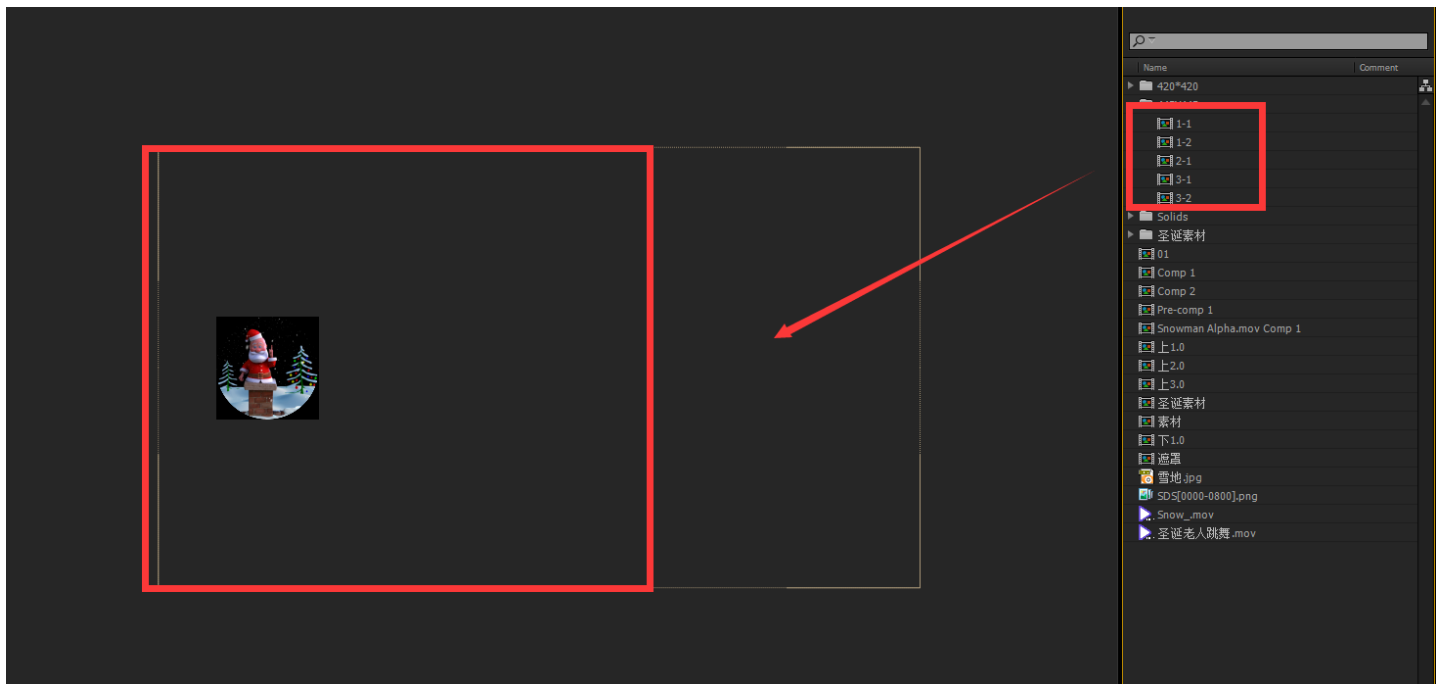 Name Comment
420*420
1-1
1-2
2-1
3-1
3-2
Solids
圣诞素材
01
Comp 1
Comp 2
Pre-comp 1
Snowman Alpha.mov Comp 1
上1.0
上2.0
上3.0
圣诞素材
素材
下1.0
遮罩
雪地.jpg
SDS[0000-0800].png
Snow_.mov
圣诞老人跳舞.mov